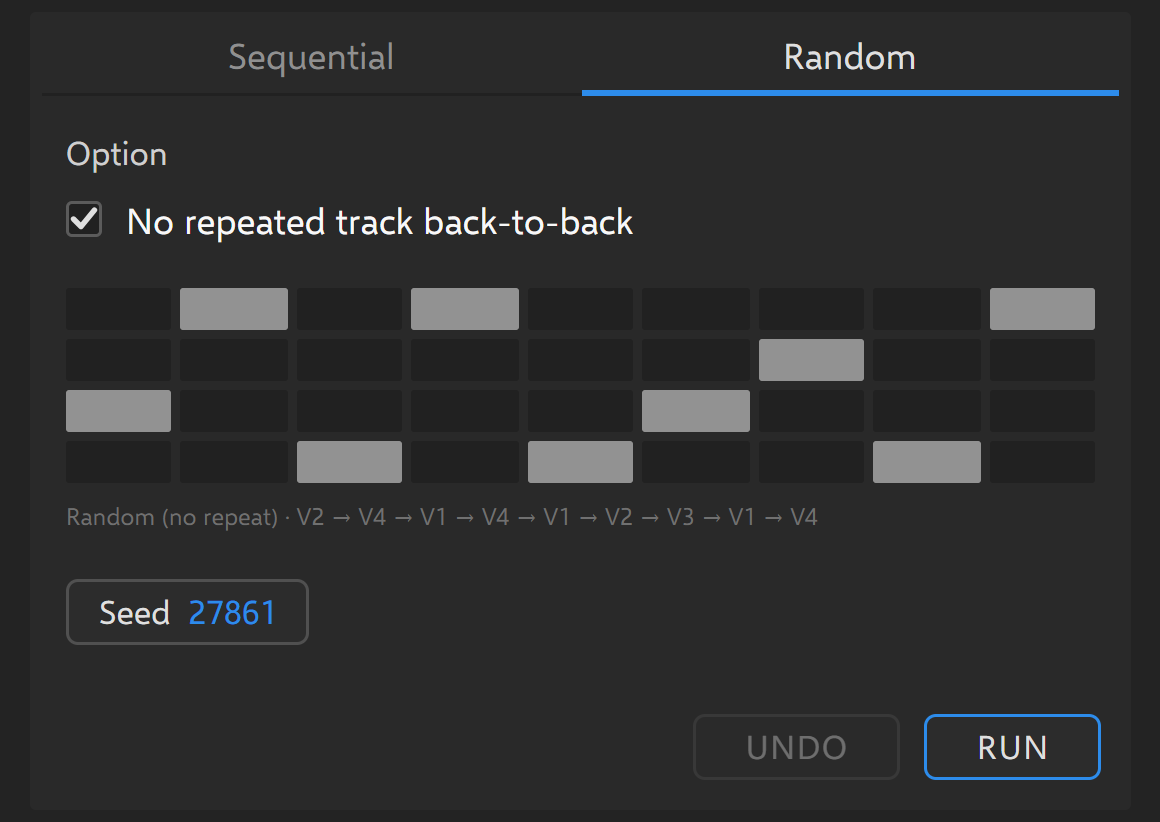 Sequential
Random
Option
No repeated track back-to-back
Random (no repeat) · V2 → V4 → V1 → V4 → V1 → V2 → V3 → V1 → V4
Seed 27861
UNDO
RUN